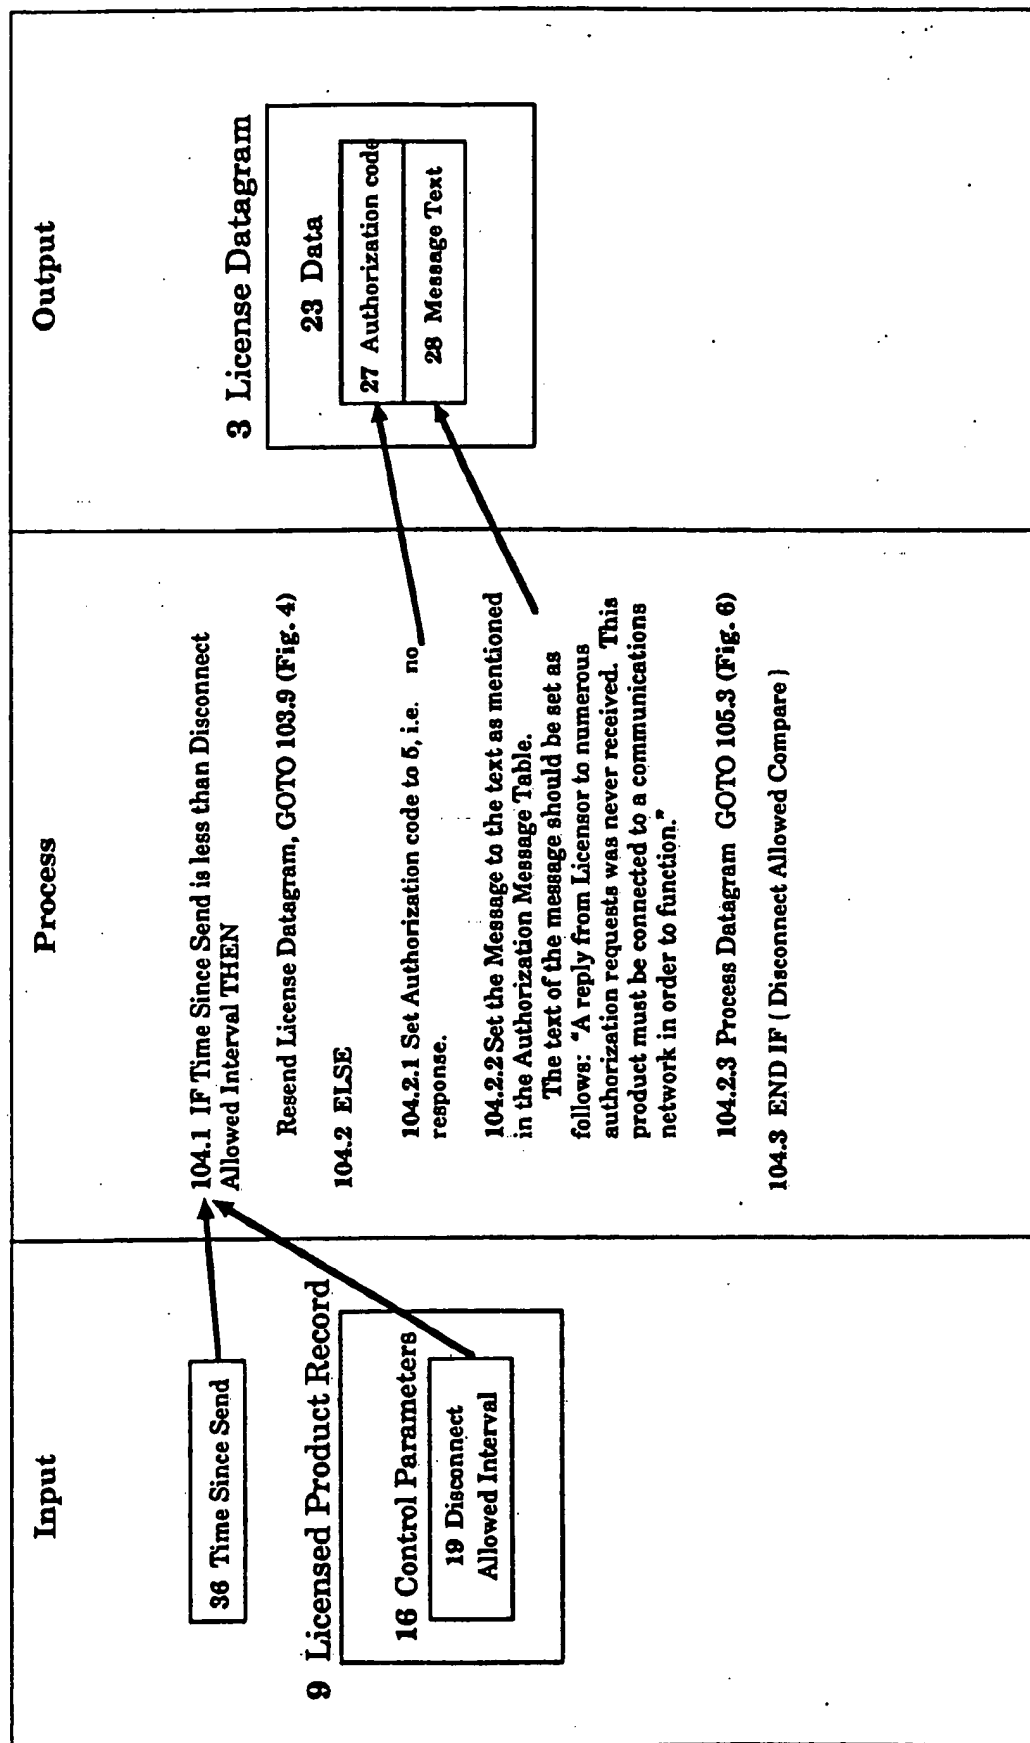 Input
Process
Output
36 Time Since Send
9 Licensed Product Record
16 Control Parameters
19 Disconnect
Allowed Interval
104.1 IF Time Since Send is less than Disconnect
Allowed Interval THEN
Resend License Datagram, GOTO 103.9 (Fig. 4)
104.2 ELSE
104.2.1 Set Authorization code to 5, i.e. no
response.
104.2.2 Set the Message to the text as mentioned
in the Authorization Message Table.
The text of the message should be set as
follows: "A reply from Licensor to numerous
authorization requests was never received. This
product must be connected to a communications
network in order to function."
104.2.3 Process Datagram GOTO 105.3 (Fig. 6)
104.3 END IF ( Disconnect Allowed Compare )
3 License Datagram
23 Data
27 Authorization code
28 Message Text